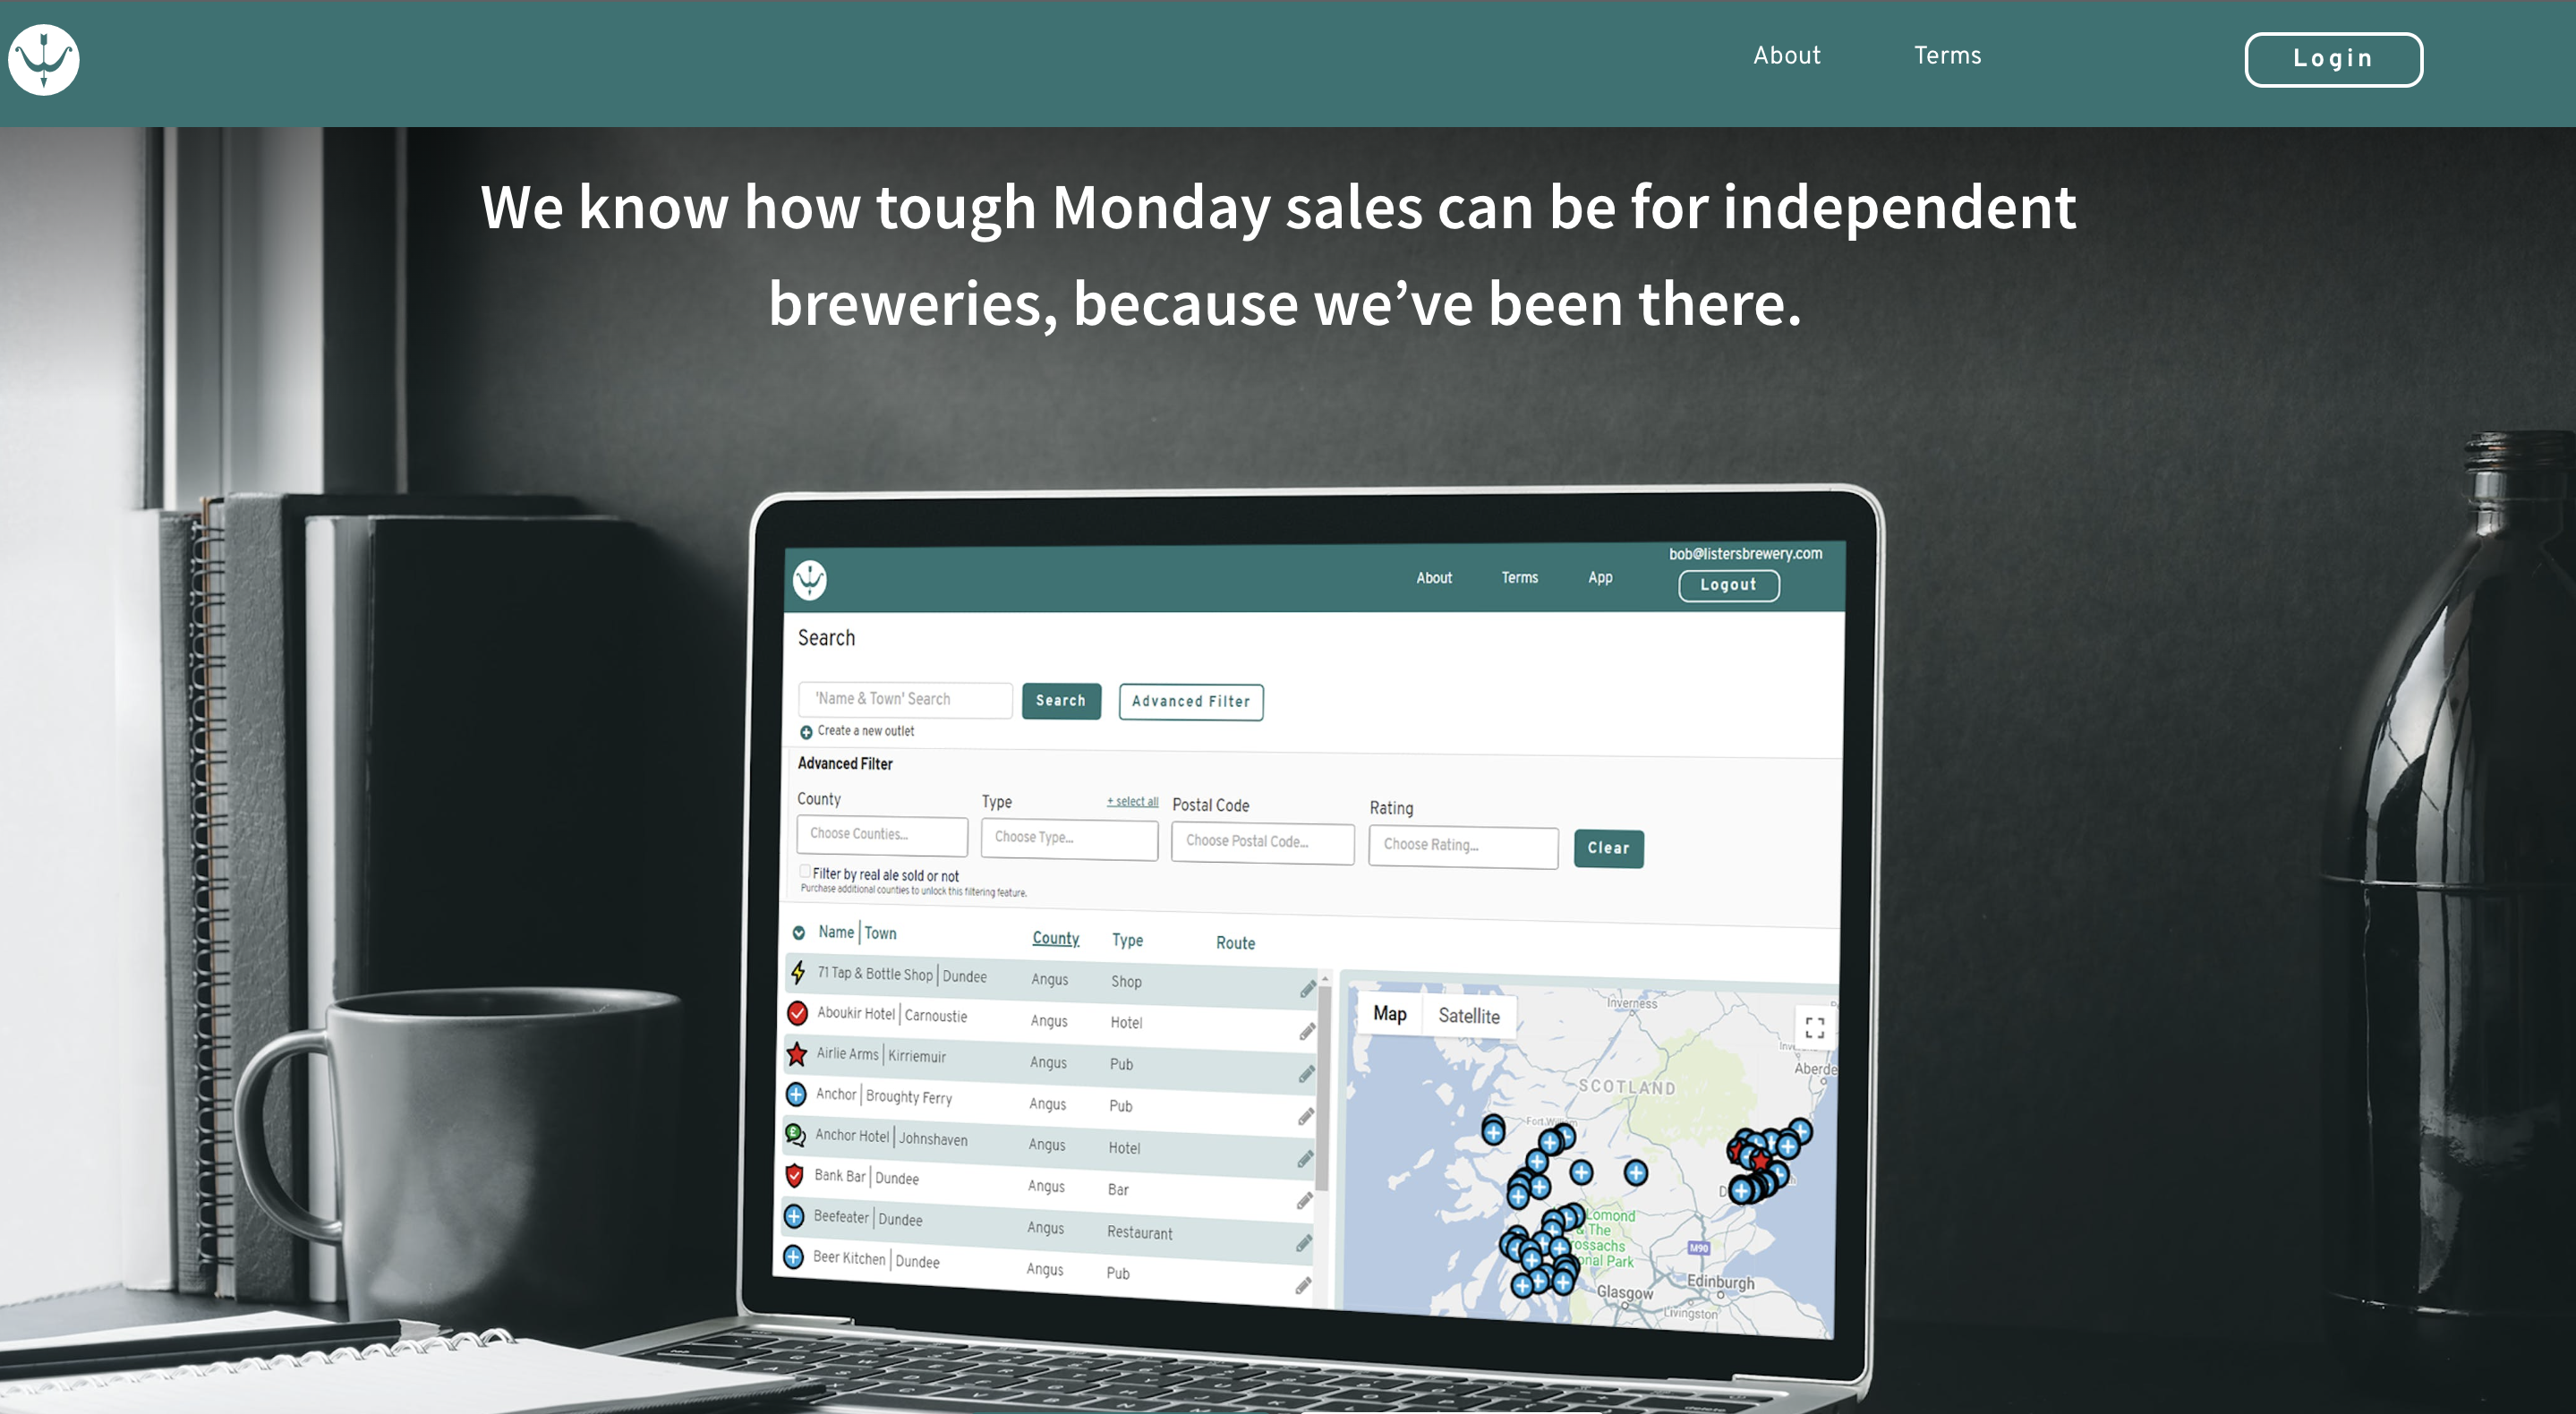 About
Terms
Login
We know how tough Monday sales can be for independent
breweries, because we’ve been there.
bob@listersbrewery.com
About
Terms
App
Logout
Search
'Name & Town' Search
Search
Advanced Filter
Create a new outlet
Advanced Filter
County
Type
+ select all
Postal Code
Rating
Choose Counties...
Choose Type...
Choose Postal Code...
Choose Rating...
Clear
Filter by real ale sold or not
Purchase additional counties to unlock this filtering feature.
Name | Town
County
Type
Route
71 Tap & Bottle Shop | Dundee Angus Shop
Aboukir Hotel | Carnoustie Angus Hotel
Airlie Arms | Kirriemuir Angus Pub
Anchor | Broughty Ferry Angus Pub
Anchor Hotel | Johnshaven Angus Hotel
Bank Bar | Dundee Angus Bar
Beefeater | Dundee Angus Restaurant
Beer Kitchen | Dundee Angus Pub
Map
Satellite
Inverness
Aberde
SCOTLAND
Lomond
& The
rossachs
onal Park
M90
Edinburgh
Glasgow
Livingston